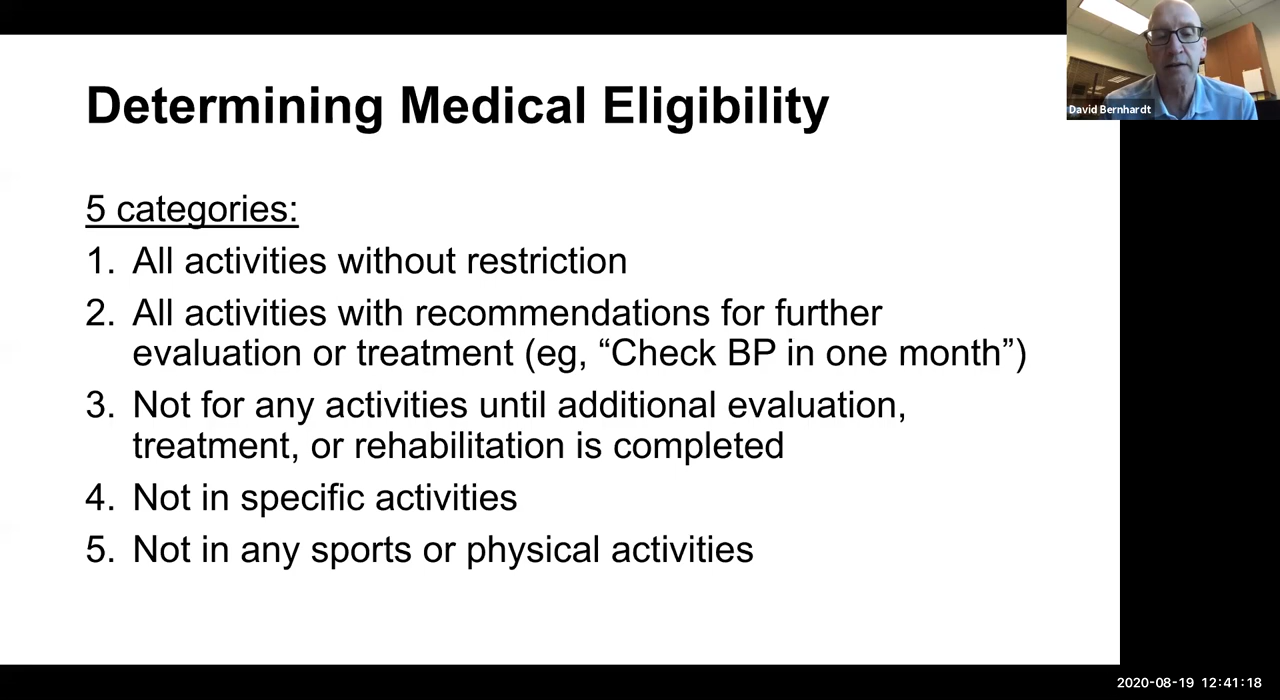 Determining Medical Eligibility
David Bernhardt
5 categories:
1. All activities without restriction
2. All activities with recommendations for further
evaluation or treatment (eg, “Check BP in one month”)
3. Not for any activities until additional evaluation,
treatment, or rehabilitation is completed
4. Not in specific activities
5. Not in any sports or physical activities
2020-08-19 12:41:18